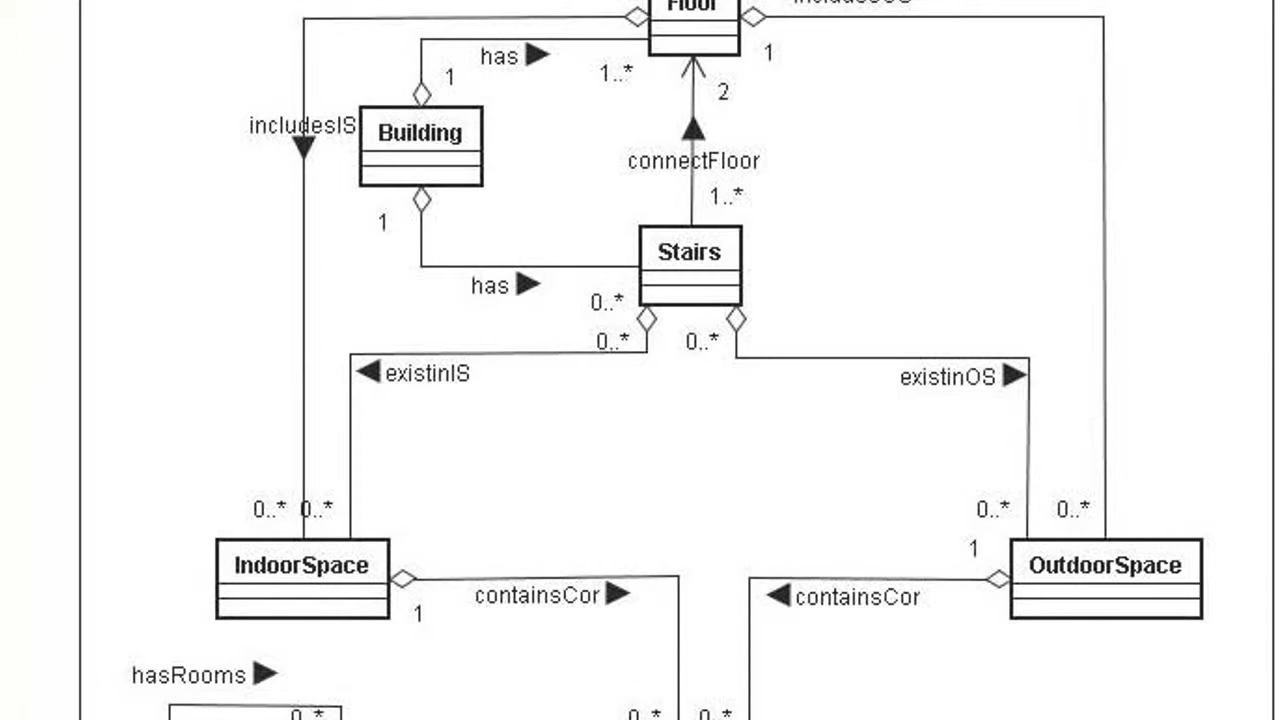 Floor
includesOS
has
1..*
1
1
2
includesIS
Building
connectFloor
1..*
1
Stairs
has
0..*
0..*
0..*
existinIS
existinOS
0..*
0..*
0..*
0..*
1
IndoorSpace
OutdoorSpace
containsCor
containsCor
1
hasRooms
0..*
0..*
0..*